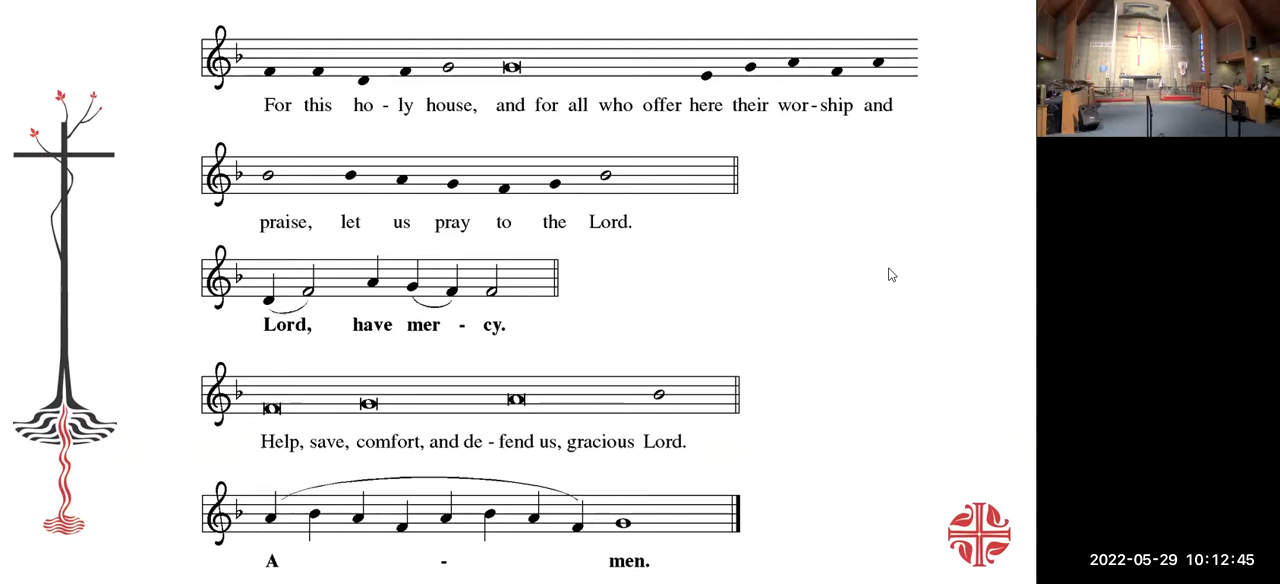 For this ho - ly house, and for all who offer here their wor - ship and
praise, let us pray to the Lord.
Lord, have mer - cy.
Help, save, comfort, and de - fend us, gracious Lord.
A - men.
2022-05-29 10:12:45